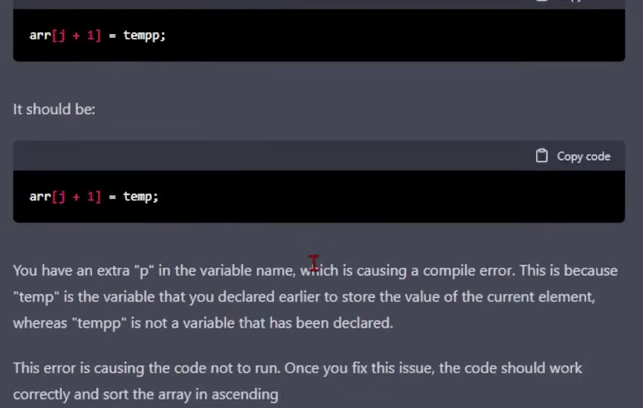 arr[j + 1] = tempp;
It should be:
Copy code
arr[j + 1] = temp;
You have an extra "p" in the variable name, which is causing a compile error. This is because
"temp" is the variable that you declared earlier to store the value of the current element,
whereas "tempp" is not a variable that has been declared.
This error is causing the code not to run. Once you fix this issue, the code should work
correctly and sort the array in ascending